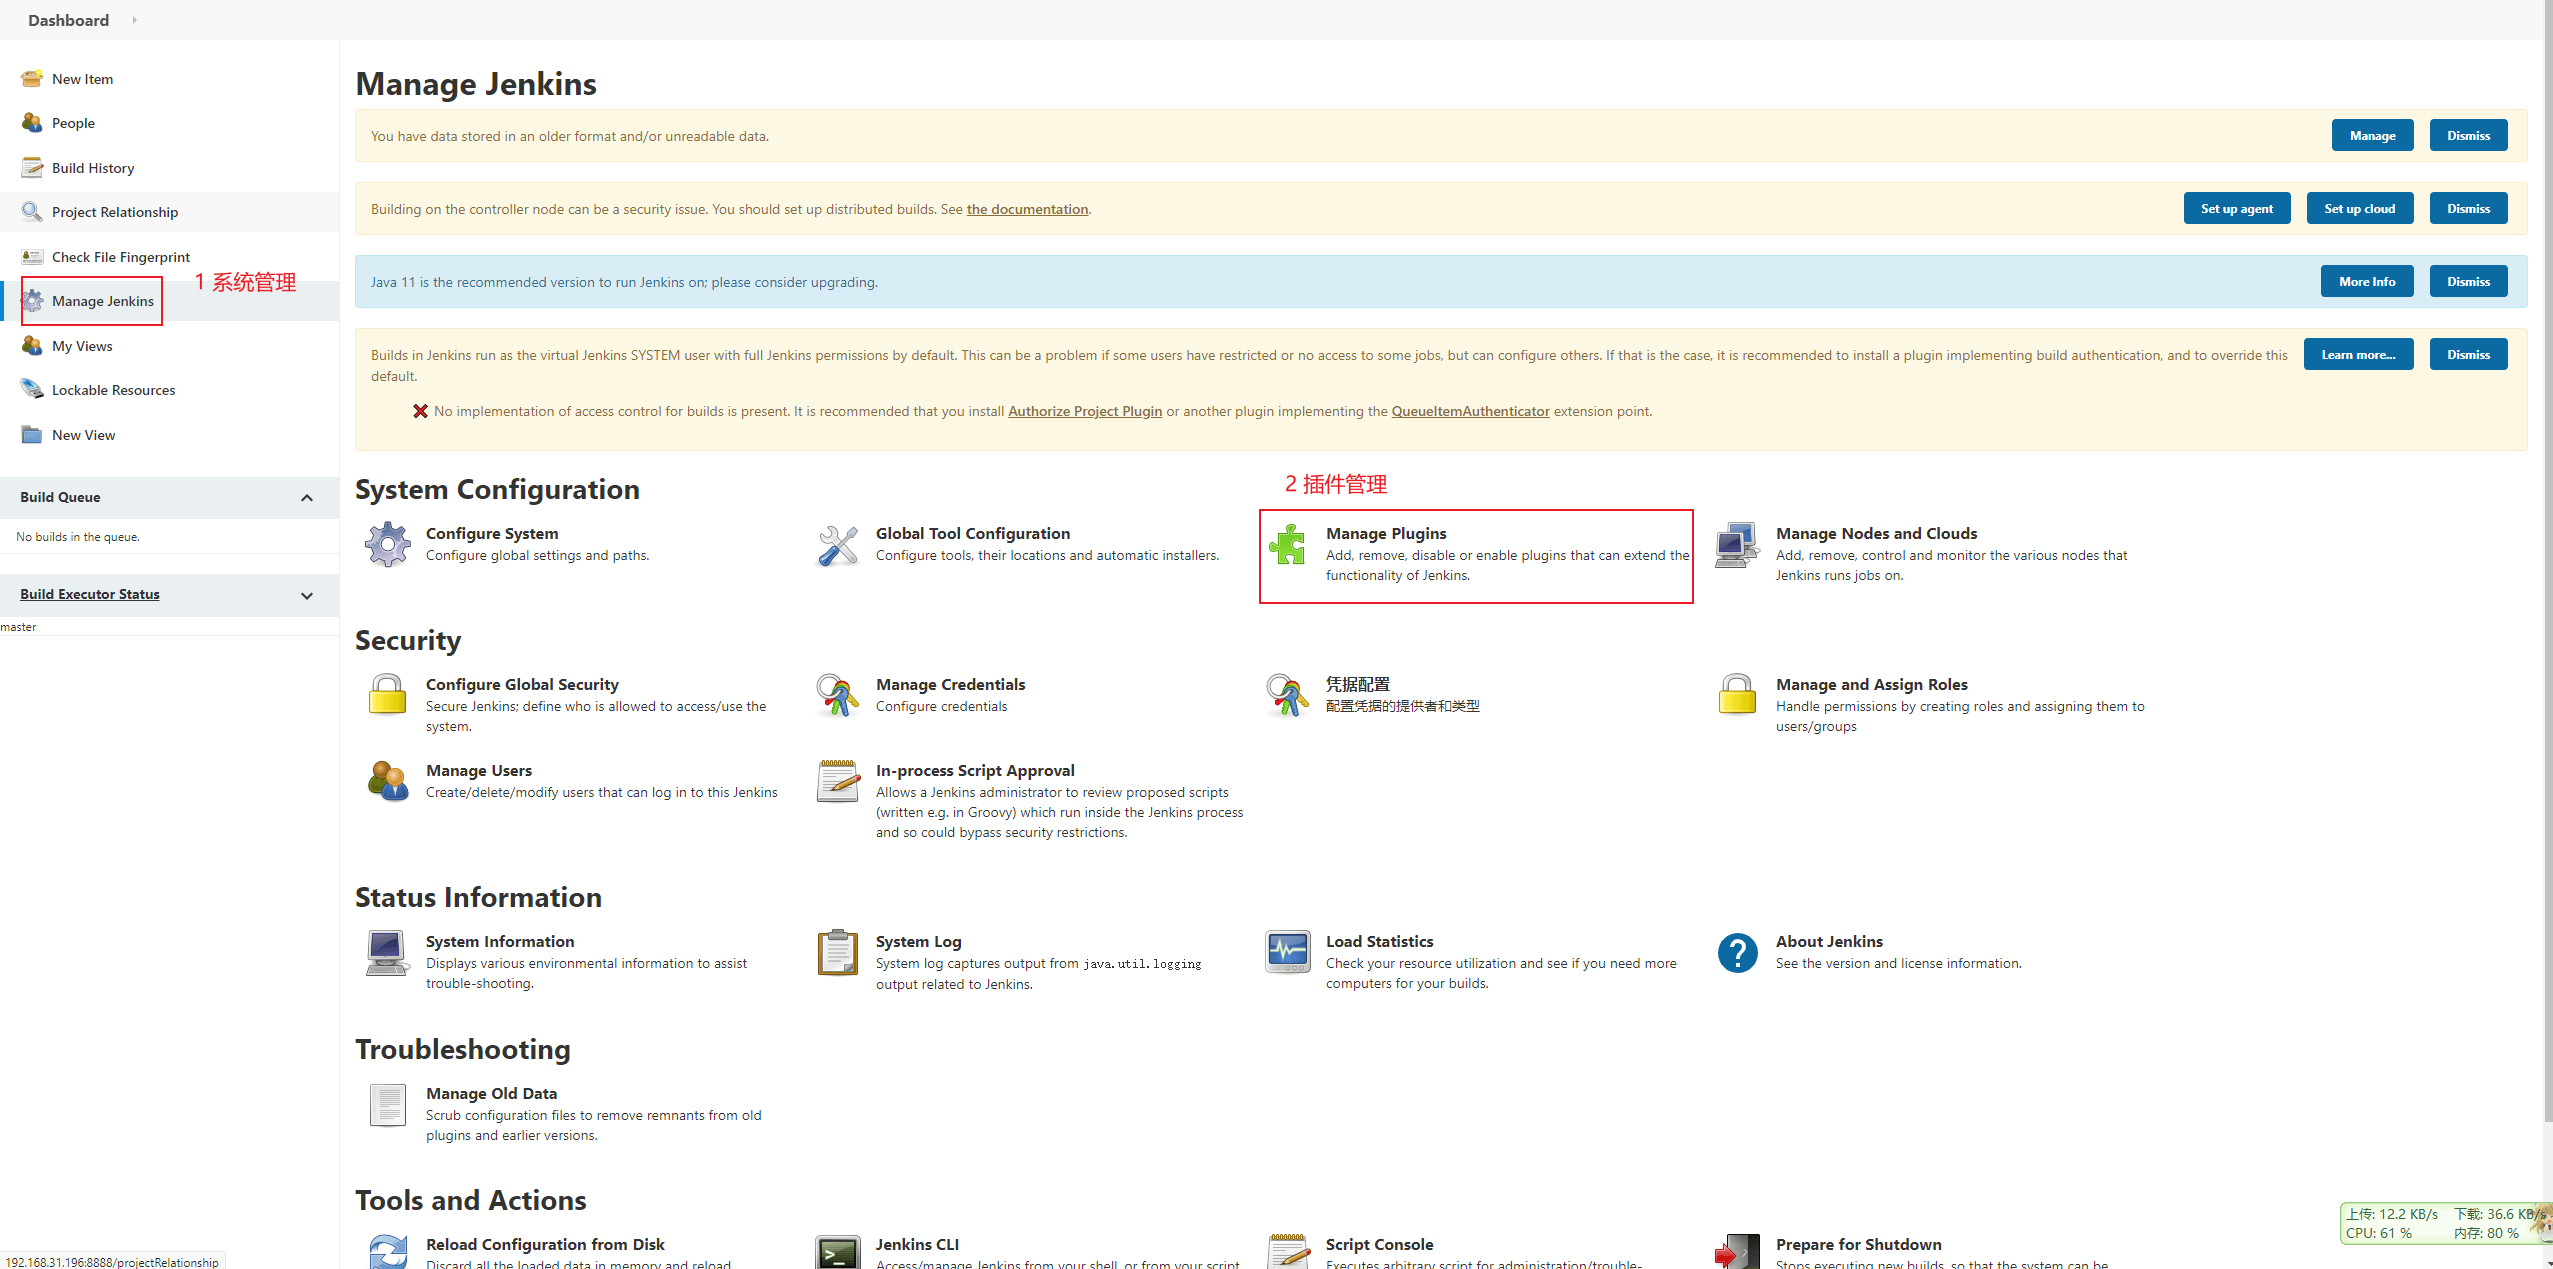 Dashboard
New Item
People
Build History
Project Relationship
Check File Fingerprint
1 系统管理
Manage Jenkins
My Views
Lockable Resources
New View
Build Queue
No builds in the queue.
Build Executor Status
master
Manage Jenkins
You have data stored in an older format and/or unreadable data.
Manage
Dismiss
Building on the controller node can be a security issue. You should set up distributed builds. See the documentation.
Set up agent
Set up cloud
Dismiss
Java 11 is the recommended version to run Jenkins on; please consider upgrading.
More Info
Dismiss
Builds in Jenkins run as the virtual Jenkins SYSTEM user with full Jenkins permissions by default. This can be a problem if some users have restricted or no access to some jobs, but can configure others. If that is the case, it is recommended to install a plugin implementing build authentication, and to override this
default.
Learn more...
Dismiss
No implementation of access control for builds is present. It is recommended that you install Authorize Project Plugin or another plugin implementing the QueueItemAuthenticator extension point.
System Configuration
2 插件管理
Configure System
Configure global settings and paths.
Global Tool Configuration
Configure tools, their locations and automatic installers.
Manage Plugins
Add, remove, disable or enable plugins that can extend the
functionality of Jenkins.
Manage Nodes and Clouds
Add, remove, control and monitor the various nodes that
Jenkins runs jobs on.
Security
Configure Global Security
Secure Jenkins; define who is allowed to access/use the
system.
Manage Credentials
Configure credentials
凭据配置
配置凭据的提供者和类型
Manage and Assign Roles
Handle permissions by creating roles and assigning them to
users/groups
Manage Users
Create/delete/modify users that can log in to this Jenkins
In-process Script Approval
Allows a Jenkins administrator to review proposed scripts
(written e.g. in Groovy) which run inside the Jenkins process
and so could bypass security restrictions.
Status Information
System Information
Displays various environmental information to assist
trouble-shooting.
System Log
System log captures output from java.util.logging
output related to Jenkins.
Load Statistics
Check your resource utilization and see if you need more
computers for your builds.
About Jenkins
See the version and license information.
Troubleshooting
Manage Old Data
Scrub configuration files to remove remnants from old
plugins and earlier versions.
Tools and Actions
Reload Configuration from Disk
Discard all the loaded data in memory and reload
Jenkins CLI
Access/manage Jenkins from your shell, or from your script.
Script Console
Executes arbitrary script for administration/trouble-
Prepare for Shutdown
Stops executing new builds, so that the system can be
上传: 12.2 KB/s 下载: 36.6 KB/s
CPU: 61 % 内存: 80 %
192.168.31.196:8888/projectRelationship